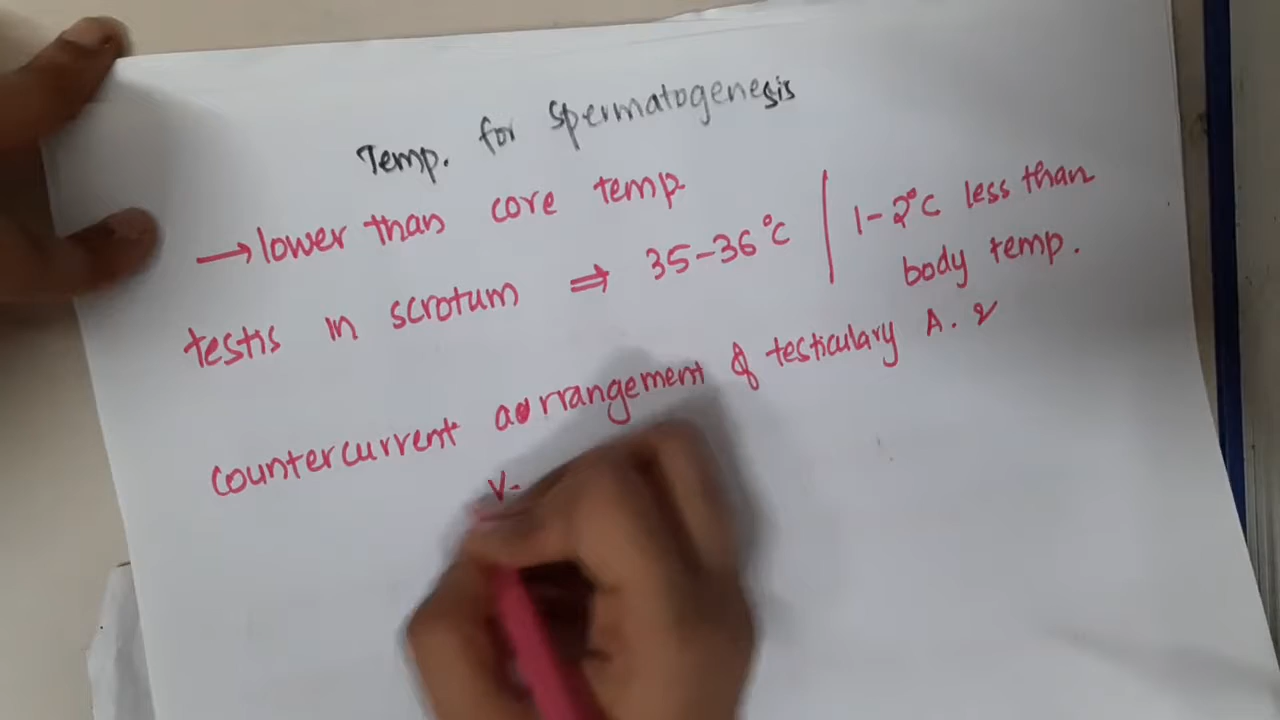 Temp. for Spermatogenesis
→ lower than core temp
testis in scrotum ⇒ 35-36°C | 1-2°C less than
body temp.
countercurrent arrangement of testiculary A. &
V.